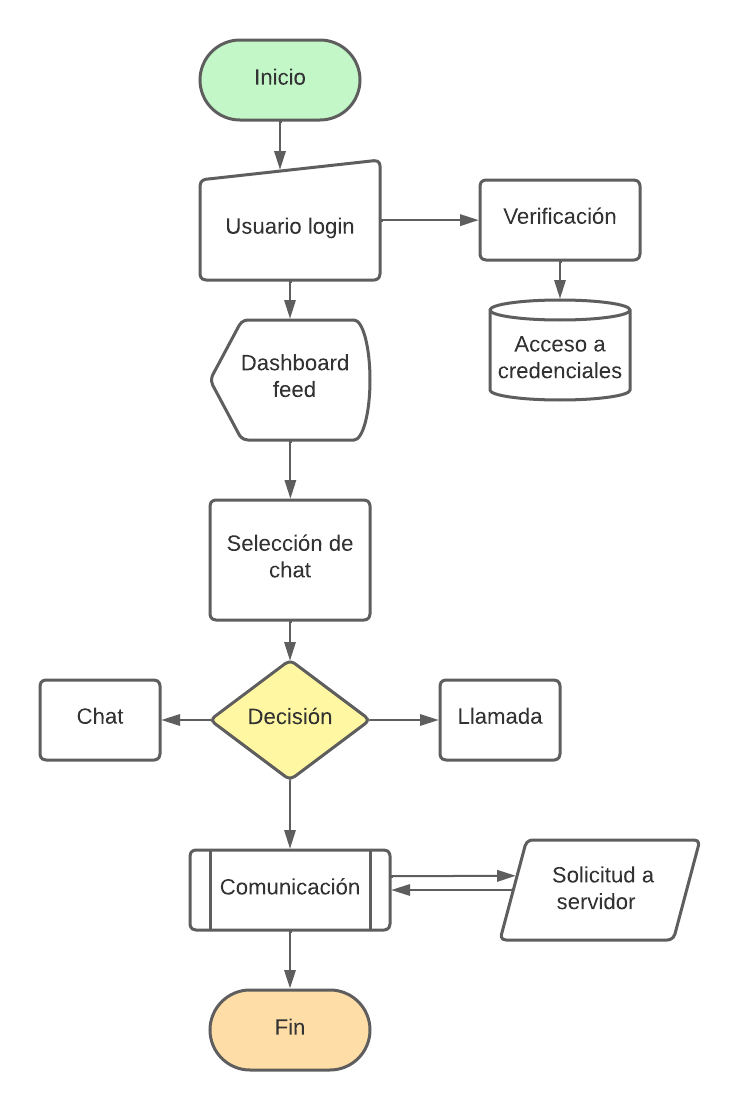 Inicio
Usuario login
Verificación
Acceso a
credenciales
Dashboard
feed
Selección de
chat
Chat
Decisión
Llamada
Comunicación
Solicitud a
servidor
Fin